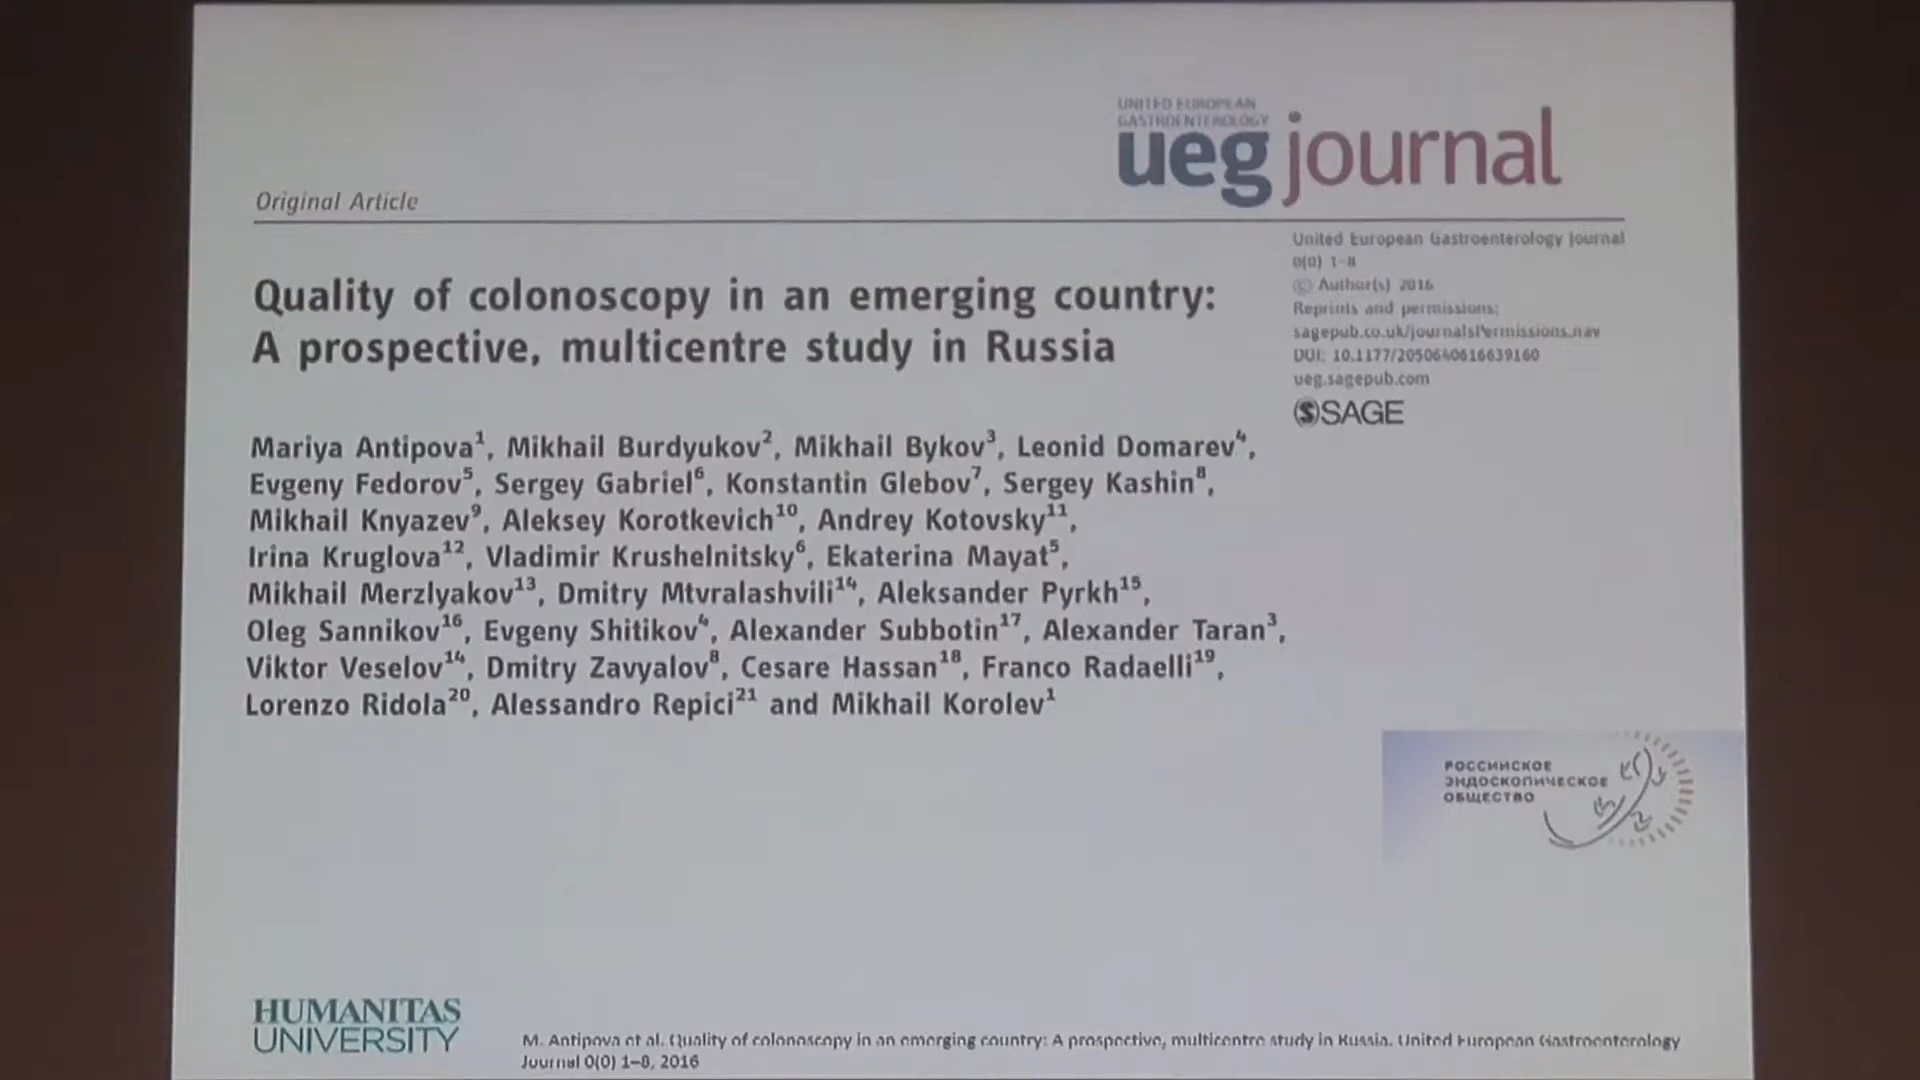 UNITED EUROPEAN
GASTROENTEROLOGY
ueg journal
Original Article
United European Gastroenterology Journal
0(0) 1–8
© Author(s) 2016
Reprints and permissions:
sagepub.co.uk/journalsPermissions.nav
DOI: 10.1177/2050640616639160
ueg.sagepub.com
SAGE
Quality of colonoscopy in an emerging country:
A prospective, multicentre study in Russia
Mariya Antipova¹, Mikhail Burdyukov², Mikhail Bykov³, Leonid Domarev⁴,
Evgeny Fedorov⁵, Sergey Gabriel⁶, Konstantin Glebov⁷, Sergey Kashin⁸,
Mikhail Knyazev⁹, Aleksey Korotkevich¹⁰, Andrey Kotovsky¹¹,
Irina Kruglova¹², Vladimir Krushelnitsky⁶, Ekaterina Mayat⁵,
Mikhail Merzlyakov¹³, Dmitry Mtvralashvili¹⁴, Aleksander Pyrkh¹⁵,
Oleg Sannikov¹⁶, Evgeny Shitikov⁴, Alexander Subbotin¹⁷, Alexander Taran³,
Viktor Veselov¹⁴, Dmitry Zavyalov⁸, Cesare Hassan¹⁸, Franco Radaelli¹⁹,
Lorenzo Ridola²⁰, Alessandro Repici²¹ and Mikhail Korolev¹
РОССИЙСКОЕ
ЭНДОСКОПИЧЕСКОЕ
ОБЩЕСТВО
HUMANITAS
UNIVERSITY
M. Antipova et al. Quality of colonoscopy in an emerging country: A prospective, multicentre study in Russia. United European Gastroenterology
Journal 0(0) 1–8, 2016